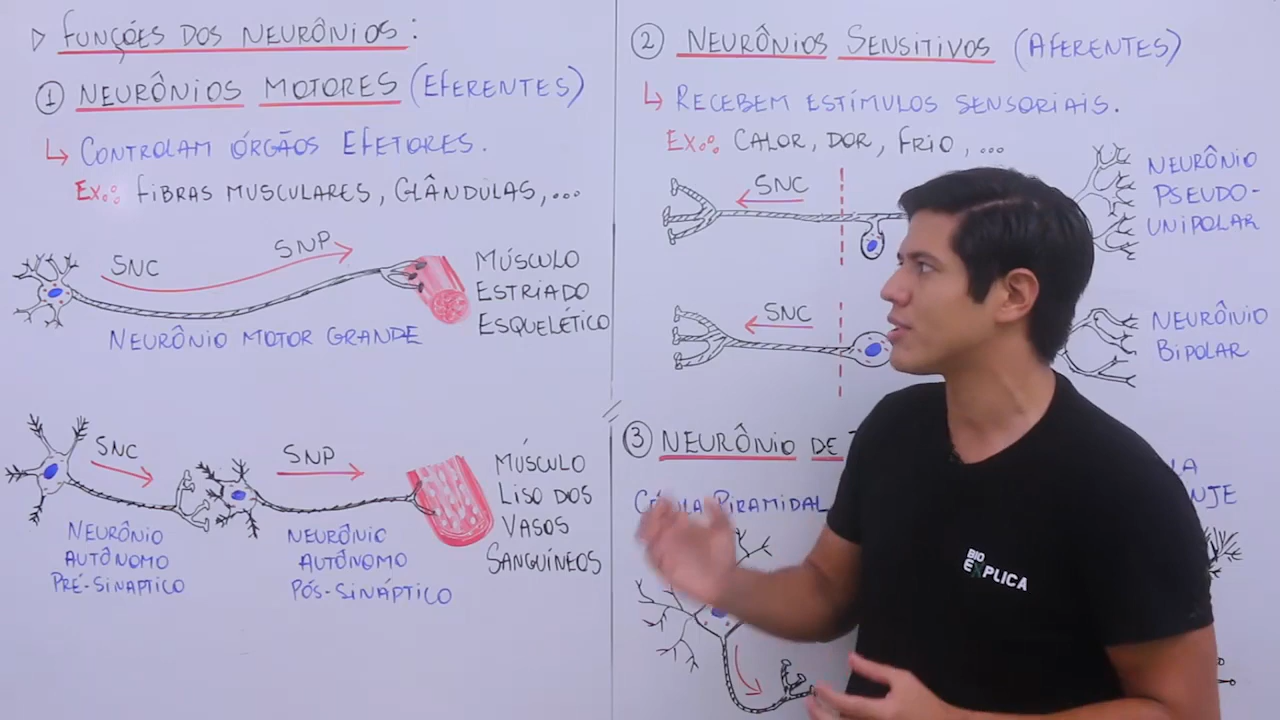 ▷ FUNÇÕES DOS NEURÔNIOS:
① NEURÔNIOS MOTORES (EFERENTES)
↳ CONTROLAM ÓRGÃOS EFETORES.
Ex.: FIBRAS MUSCULARES, GLÂNDULAS,...
SNC
SNP
MÚSCULO
ESTRIADO
ESQUELÉTICO
NEURÔNIO MOTOR GRANDE
SNC
SNP
MÚSCULO
LISO DOS
VASOS
SANGUÍNEOS
NEURÔNIO
AUTÔNOMO
PRÉ-SINAPTICO
NEURÔNIO
AUTÔNOMO
PÓS-SINÁPTICO
② NEURÔNIOS SENSITIVOS (AFERENTES)
↳ RECEBEM ESTÍMULOS SENSORIAIS.
Ex.: CALOR, DOR, FRIO,...
SNC
NEURÔNIO
PSEUDO-
UNIPOLAR
SNC
NEURÔNIO
BIPOLAR
③ NEURÔNIO DE
CÉLULA PIRAMIDAL
BIO
EXPLICA